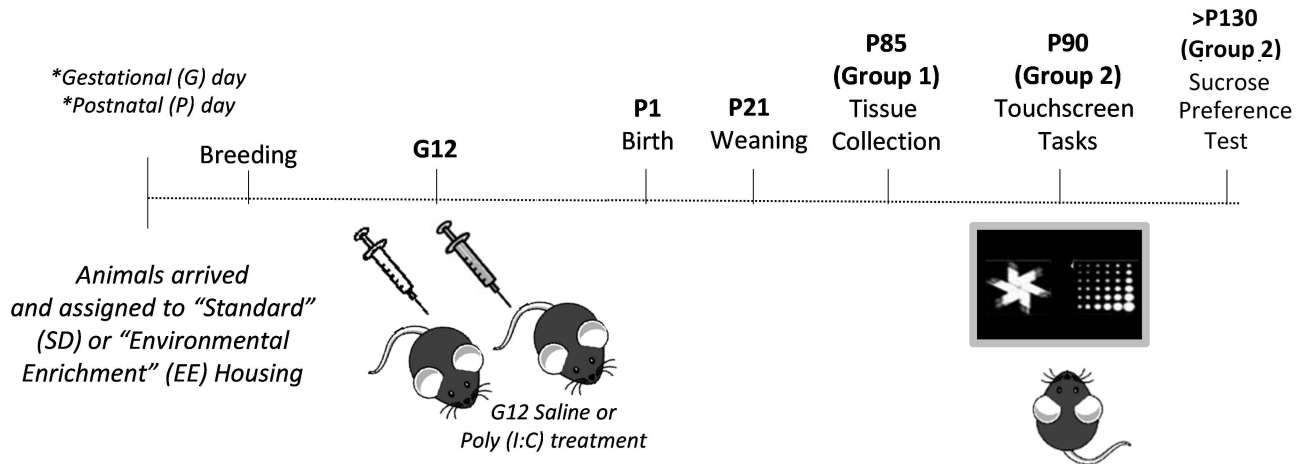 *Gestational (G) day
*Postnatal (P) day
Breeding
G12
P1
Birth
P21
Weaning
P85
(Group 1)
Tissue
Collection
P90
(Group 2)
Touchscreen
Tasks
>P130
(Group 2)
Sucrose
Preference
Test
Animals arrived
and assigned to “Standard”
(SD) or “Environmental
Enrichment” (EE) Housing
G12 Saline or
Poly (I:C) treatment